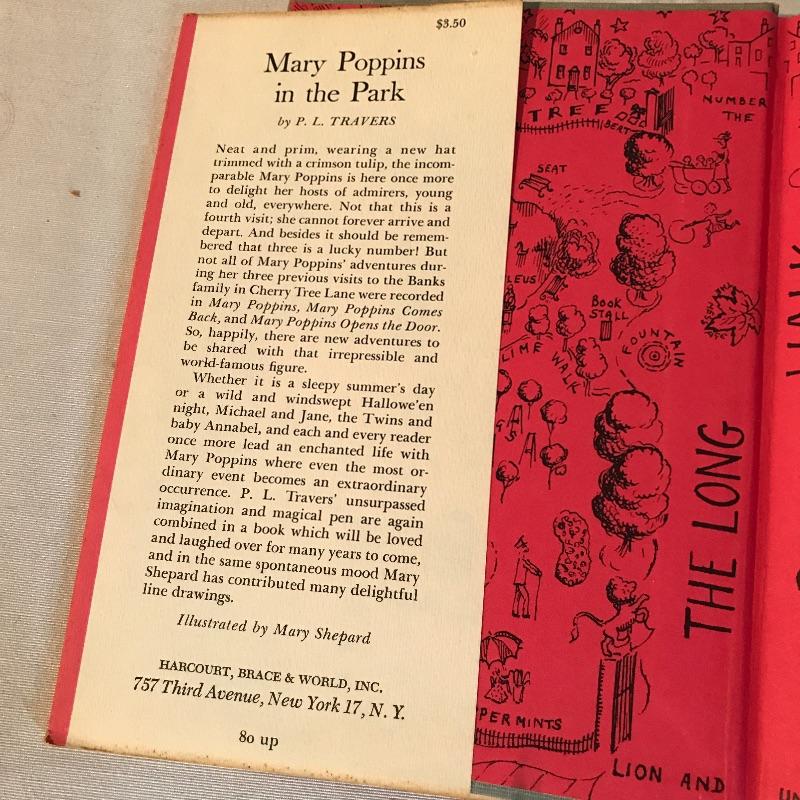 $3.50
Mary Poppins
in the Park
by P. L. TRAVERS
Neat and prim, wearing a new hat
trimmed with a crimson tulip, the incom-
parable Mary Poppins is here once more
to delight her hosts of admirers, young
and old, everywhere. Not that this is a
fourth visit; she cannot forever arrive and
depart. And besides it should be remem-
bered that three is a lucky number! But
not all of Mary Poppins' adventures dur-
ing her three previous visits to the Banks
family in Cherry Tree Lane were recorded
in Mary Poppins, Mary Poppins Comes
Back, and Mary Poppins Opens the Door.
So, happily, there are new adventures to
be shared with that irrepressible and
world-famous figure.
Whether it is a sleepy summer's day
or a wild and windswept Hallowe'en
night, Michael and Jane, the Twins and
baby Annabel, and each and every reader
once more lead an enchanted life with
Mary Poppins where even the most or-
dinary event becomes an extraordinary
occurrence. P. L. Travers' unsurpassed
imagination and magical pen are again
combined in a book which will be loved
and laughed over for many years to come,
and in the same spontaneous mood Mary
Shepard has contributed many delightful
line drawings.
Illustrated by Mary Shepard
HARCOURT, BRACE & WORLD, INC.
757 Third Avenue, New York 17, N. Y.
80 up
TREE
NUMBER
THE
BERT
SEAT
LEUS
BOOK
STALL
LIME WALK
FOUNTAIN
THE LONG
PERMINTS
LION AND